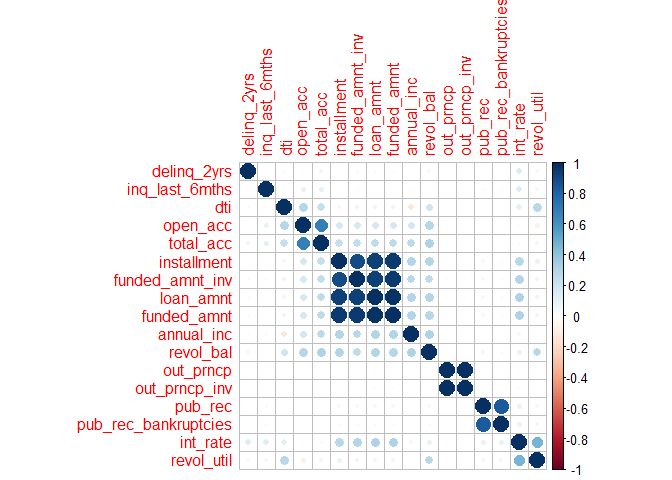 delinq_2yrs
inq_last_6mths
dti
open_acc
total_acc
installment
funded_amnt_inv
loan_amnt
funded_amnt
annual_inc
revol_bal
out_prncp
out_prncp_inv
pub_rec
pub_rec_bankruptcies
int_rate
revol_util
delinq_2yrs
inq_last_6mths
dti
open_acc
total_acc
installment
funded_amnt_inv
loan_amnt
funded_amnt
annual_inc
revol_bal
out_prncp
out_prncp_inv
pub_rec
pub_rec_bankruptcies
int_rate
revol_util
1
0.8
0.6
0.4
0.2
0
-0.2
-0.4
-0.6
-0.8
-1